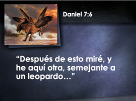 Daniel 7:6
"Después de esto miré, y
he aquí otra, semejante a
un leopardo…"